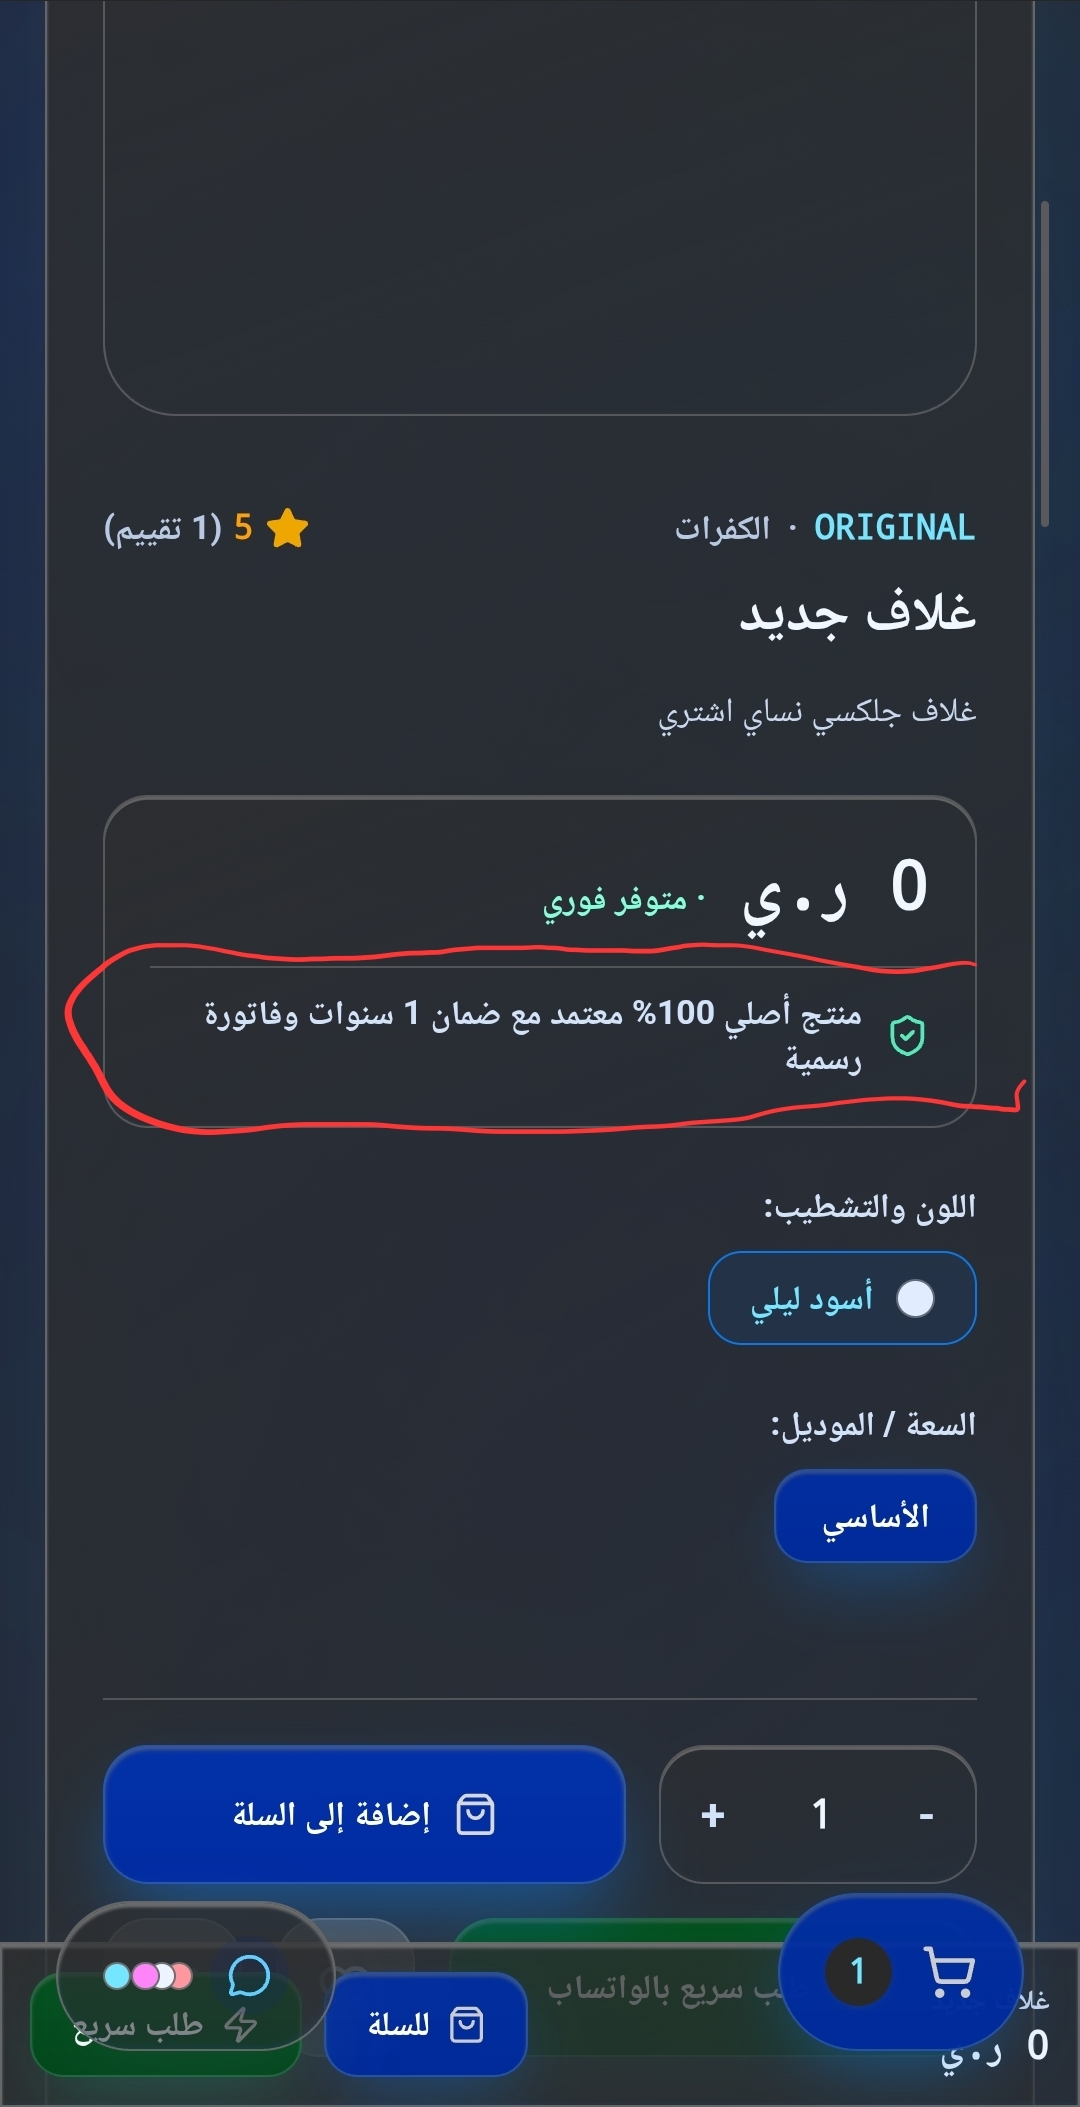 ORIGINAL · الكفرات
5 (1 تقييم)
غلاف جديد
غلاف جلكسي نساي اشتري
0 ر.ي · متوفر فوري
منتج أصلي 100% معتمد مع ضمان 1 سنوات وفاتورة
رسمية
اللون والتشطيب:
أسود ليلي
السعة / الموديل:
الأساسي
- 1 +
إضافة إلى السلة
1
سريع بالواتساب
0 ر.ي
للسلة
طلب سريع